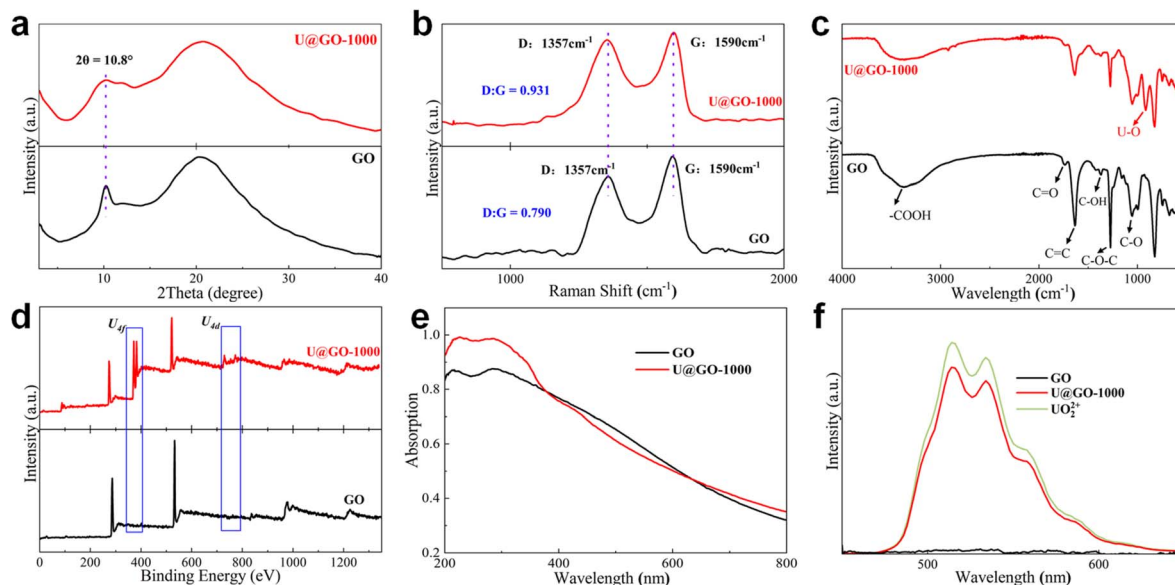 a
U@GO-1000
2θ = 10.8°
GO
Intensity (a.u.)
10
20
30
40
2Theta (degree)
b
D: 1357cm-1
G: 1590cm-1
D:G = 0.931
U@GO-1000
D: 1357cm-1
G: 1590cm-1
D:G = 0.790
GO
Intensity (a.u.)
1000
1500
2000
Raman Shift (cm-1)
c
U@GO-1000
U-O
GO
C=O
C-OH
-COOH
C-O
C=C
C-O-C
Intensity (a.u.)
4000
3000
2000
1000
Wavelength (cm-1)
d
U4f
U4d
U@GO-1000
GO
Intensity (a.u.)
0
200
400
600
800
1000
1200
Binding Energy (eV)
e
GO
U@GO-1000
Absorption
1.0
0.8
0.6
0.4
0.2
200
400
600
800
Wavelength (nm)
f
GO
U@GO-1000
UO2 2+
Intensity (a.u.)
500
600
Wavelength (nm)